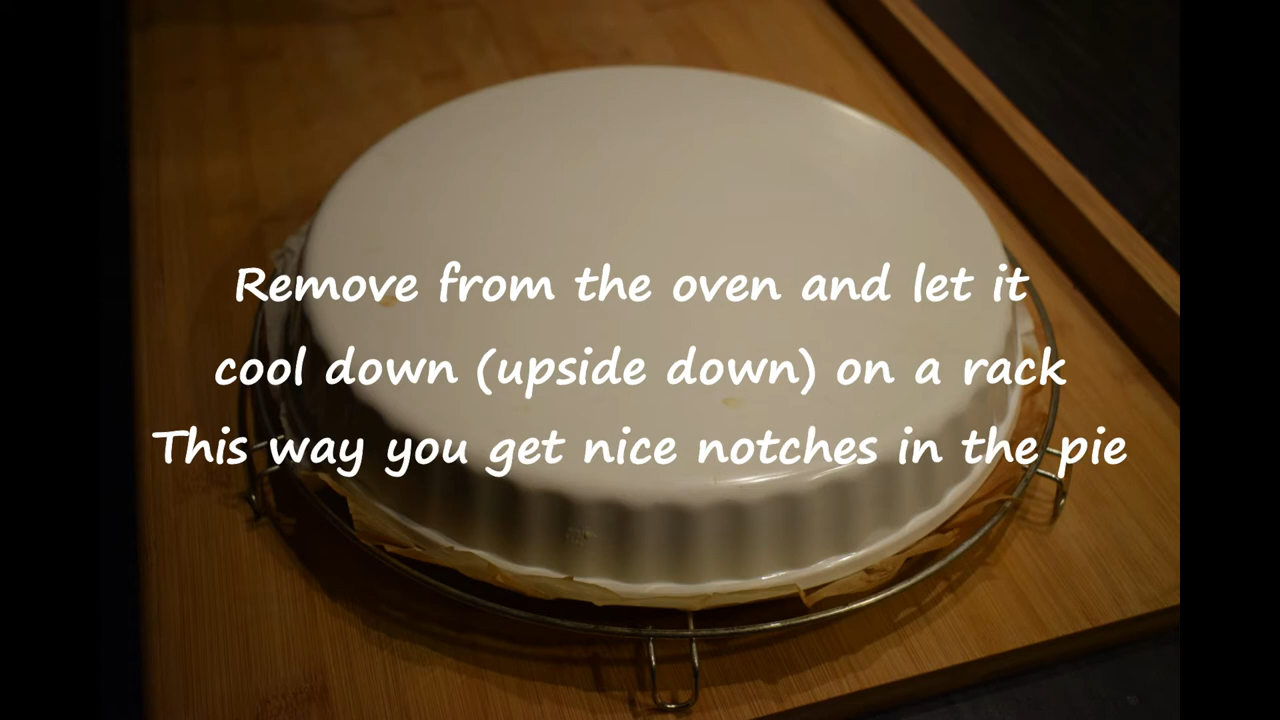 Remove from the oven and let it
cool down (upside down) on a rack
This way you get nice notches in the pie